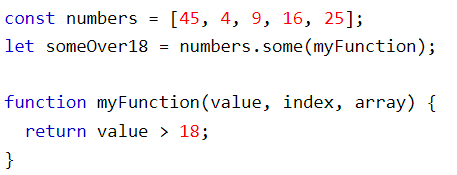 const numbers = [45, 4, 9, 16, 25];
let someOver18 = numbers.some(myFunction);

function myFunction(value, index, array) {
  return value > 18;
}